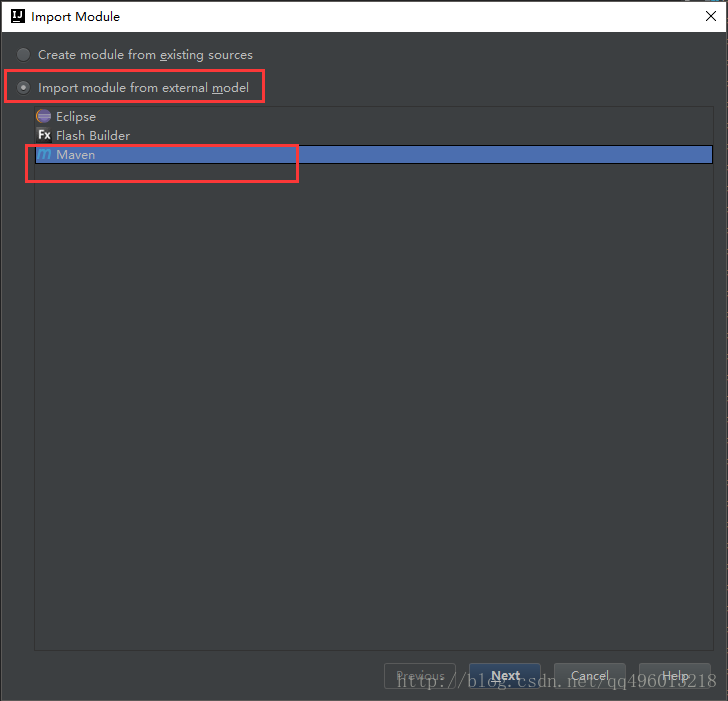 Import Module
Create module from existing sources
Import module from external model
Eclipse
Fx Flash Builder
m Maven
Previous Next Cancel Help
http://blog.csdn.net/qq496013218